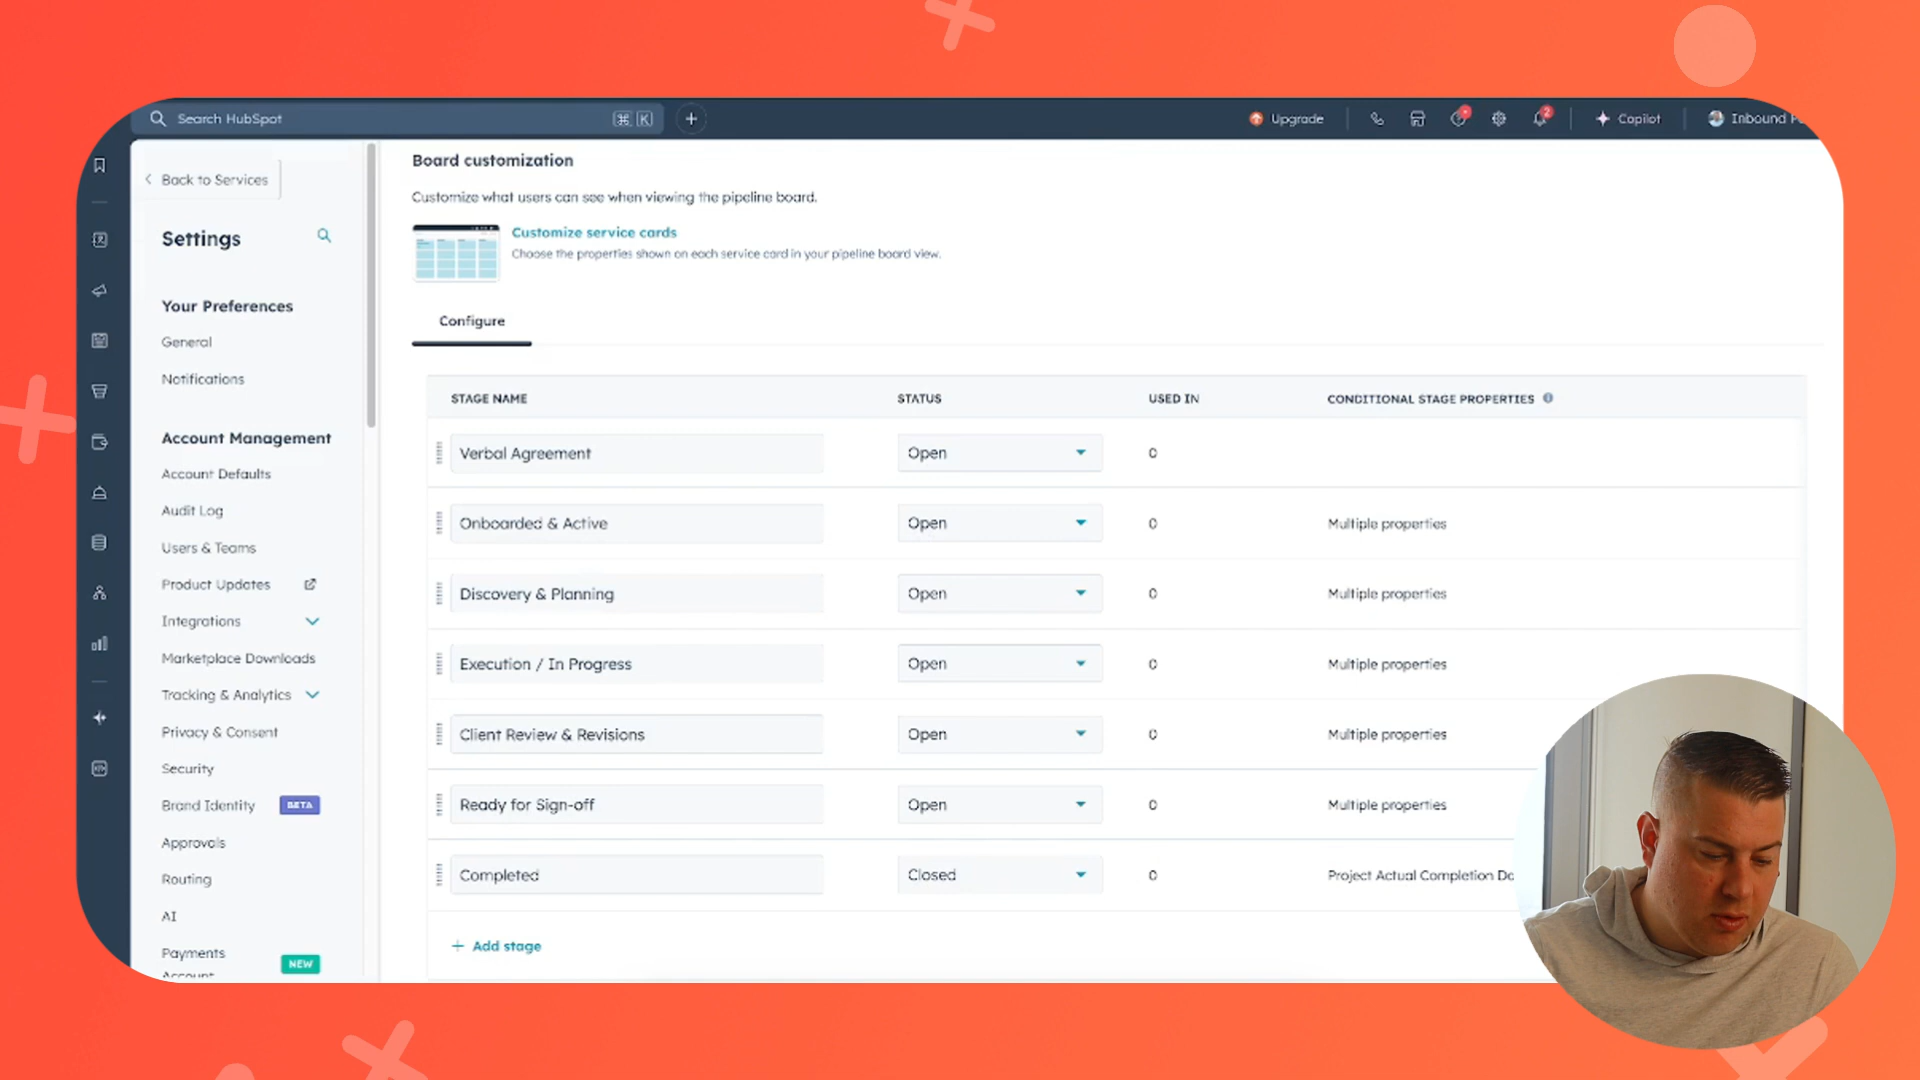 Search HubSpot
⌘ K
+
Upgrade
2
Copilot
Inbound
Back to Services
Settings
Your Preferences
General
Notifications
Account Management
Account Defaults
Audit Log
Users & Teams
Product Updates
Integrations
Marketplace Downloads
Tracking & Analytics
Privacy & Consent
Security
Brand Identity BETA
Approvals
Routing
AI
Payments
Account NEW
Board customization
Customize what users can see when viewing the pipeline board.
Customize service cards
Choose the properties shown on each service card in your pipeline board view.
Configure
STAGE NAME STATUS USED IN CONDITIONAL STAGE PROPERTIES
Verbal Agreement Open 0
Onboarded & Active Open 0 Multiple properties
Discovery & Planning Open 0 Multiple properties
Execution / In Progress Open 0 Multiple properties
Client Review & Revisions Open 0 Multiple properties
Ready for Sign-off Open 0 Multiple properties
Completed Closed 0 Project Actual Completion
+ Add stage